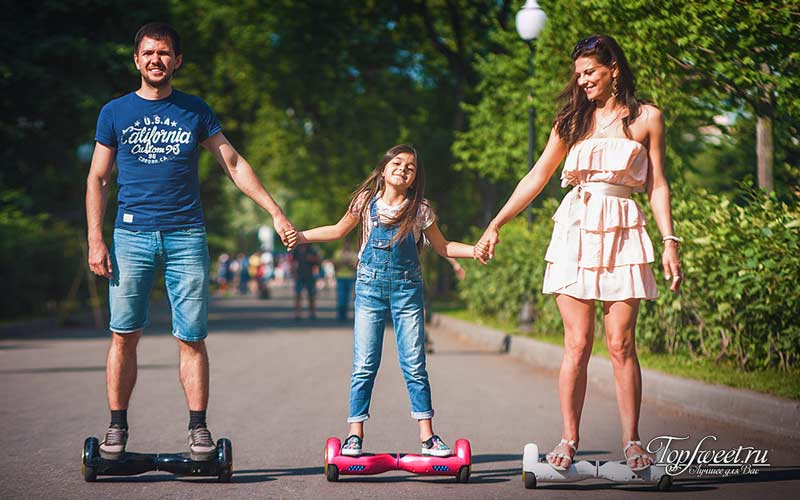 U.S.A
California
Custom
98
TopSweet.ru
Лучшее для Вас